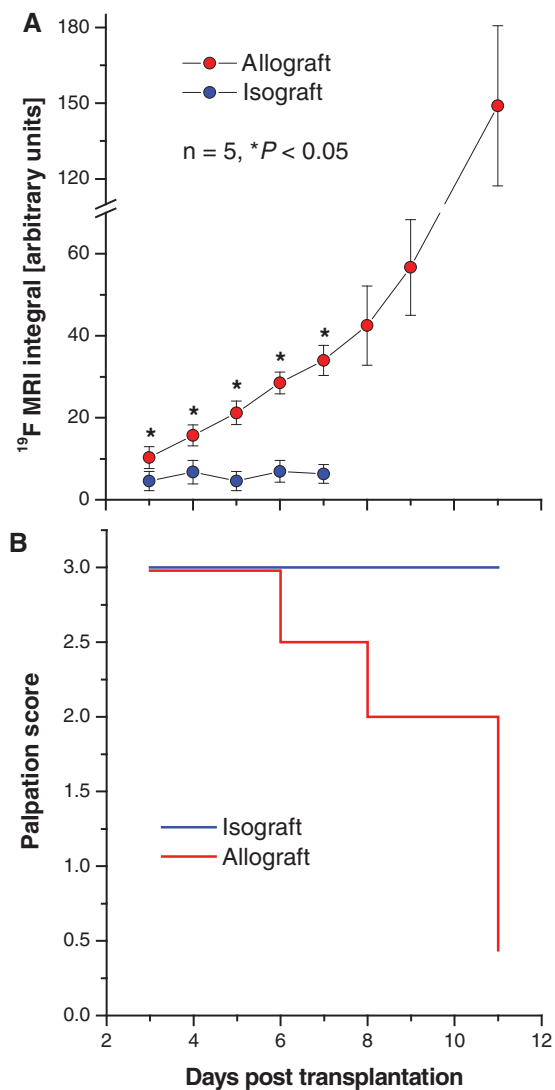 A
180
150
120
60
40
20
0
¹⁹F MRI integral [arbitrary units]
Allograft
Isograft
n = 5, *P < 0.05
* * * * *
B
3.0
2.5
2.0
1.5
1.0
0.5
0.0
Palpation score
Isograft
Allograft
2 4 6 8 10 12
Days post transplantation